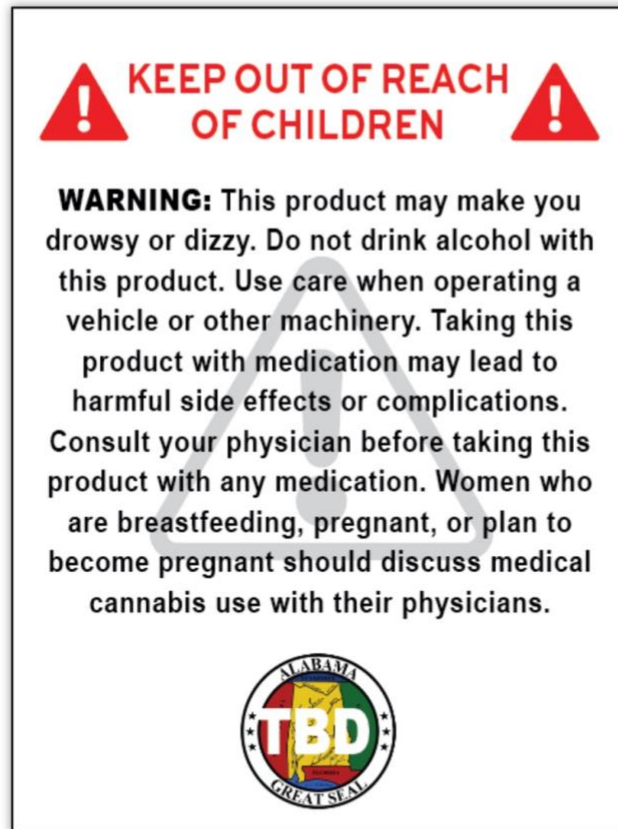 KEEP OUT OF REACH
OF CHILDREN
WARNING: This product may make you
drowsy or dizzy. Do not drink alcohol with
this product. Use care when operating a
vehicle or other machinery. Taking this
product with medication may lead to
harmful side effects or complications.
Consult your physician before taking this
product with any medication. Women who
are breastfeeding, pregnant, or plan to
become pregnant should discuss medical
cannabis use with their physicians.
ALABAMA
TBD
GREAT SEAL